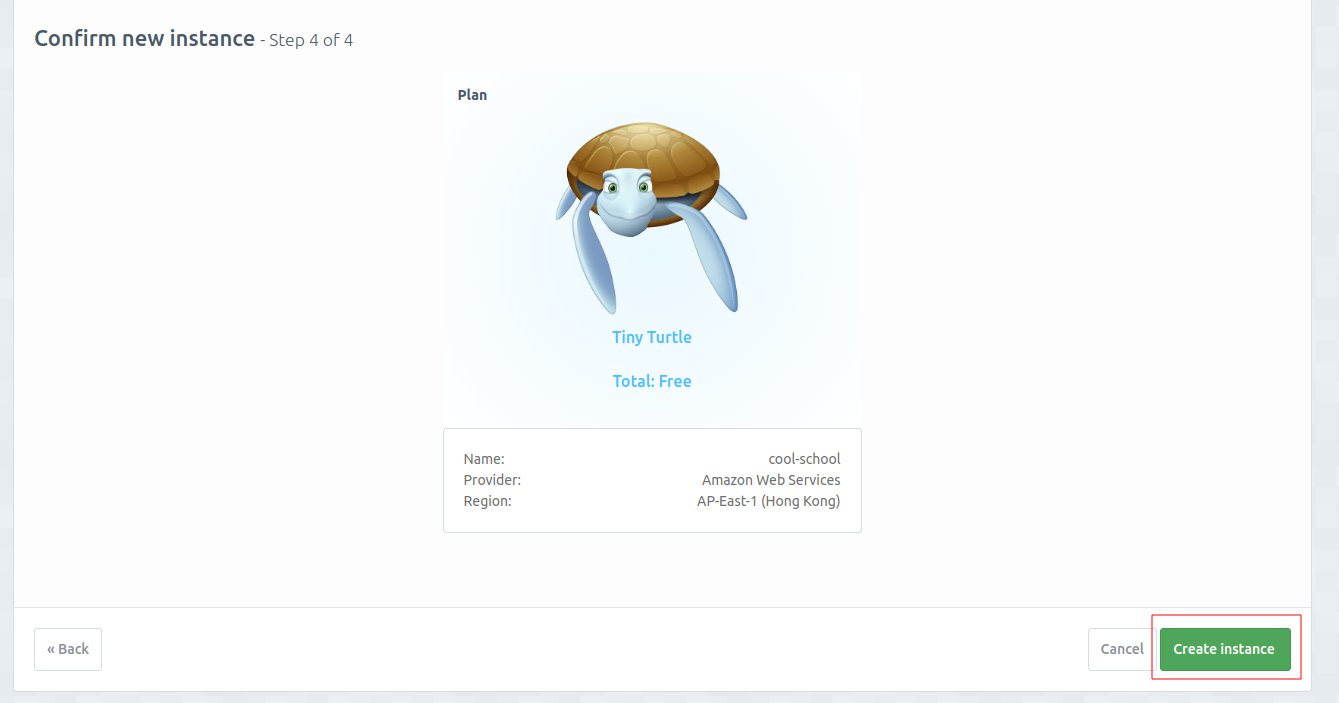 Confirm new instance - Step 4 of 4
Plan
Tiny Turtle
Total: Free
Name: cool-school
Provider: Amazon Web Services
Region: AP-East-1 (Hong Kong)
« Back Cancel Create instance